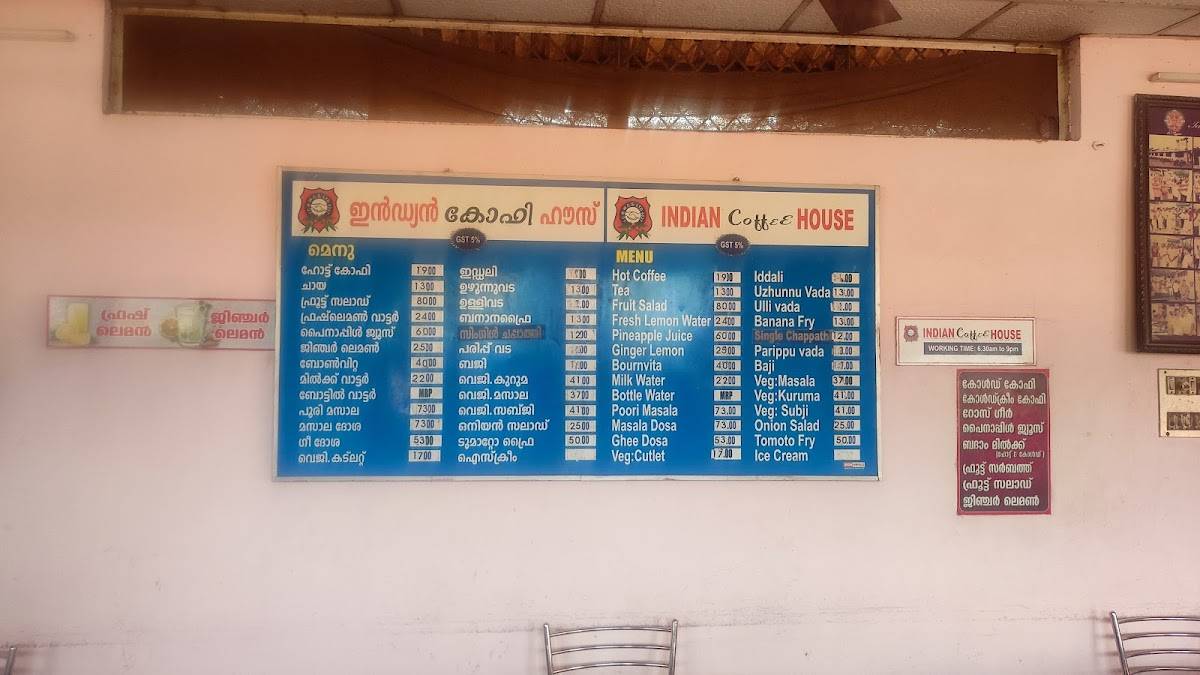 ഇൻഡ്യൻ കോഫി ഹൗസ്
GST 5%
മെനു
ഹോട്ട് കോഫി 19.00
ചായ 13.00
ഫ്രൂട്ട് സലാഡ് 80.00
ഫ്രഷ്ലെമൺ വാട്ടർ 24.00
പൈനാപ്പിൾ ജ്യൂസ് 60.00
ജിഞ്ചർ ലെമൺ 25.00
ബോൺവിറ്റ 40.00
മിൽക്ക് വാട്ടർ 22.00
ബോട്ടിൽ വാട്ടർ MRP
പൂരി മസാല 73.00
മസാല ദോശ 73.00
ഗീ ദോശ 53.00
വെജി.കട്ലറ്റ് 17.00
ഇഡ്ഡലി
ഉഴുന്നുവട 13.00
ഉള്ളിവട
ബനാനഫ്രൈ 13.00
സിംഗിൾ ചപ്പാത്തി 12.00
പരിപ്പ് വട
ബജി
വെജി.കുറുമ 41.00
വെജി.മസാല 37.00
വെജി.സബ്ജി 41.00
ഒനിയൻ സലാഡ് 25.00
ടുമാറ്റോ ഫ്രൈ 50.00
ഐസ്ക്രീം
INDIAN Coffee HOUSE
GST 5%
MENU
Hot Coffee 19.00
Tea 13.00
Fruit Salad 80.00
Fresh Lemon Water 24.00
Pineapple Juice 60.00
Ginger Lemon 25.00
Bournvita 40.00
Milk Water 22.00
Bottle Water MRP
Poori Masala 73.00
Masala Dosa 73.00
Ghee Dosa 53.00
Veg:Cutlet 17.00
Iddali
Uzhunnu Vada 13.00
Ulli vada
Banana Fry 13.00
Single Chappathi 12.00
Parippu vada
Baji
Veg:Masala 37.00
Veg:Kuruma 41.00
Veg: Subji 41.00
Onion Salad 25.00
Tomoto Fry 50.00
Ice Cream
ഫ്രഷ്
ലെമൺ
ജിഞ്ചർ
ലെമൺ
INDIAN Coffee HOUSE
WORKING TIME: 6.30am to 9pm
കോൾഡ് കോഫി
കോൾഡ്ക്രീം കോഫി
റോസ് ഗീർ
പൈനാപ്പിൾ ജ്യൂസ്
ബദാം മിൽക്ക്
(ഹോട്ട് & കോൾഡ്)
ഫ്രൂട്ട് സർബത്ത്
ഫ്രൂട്ട് സലാഡ്
ജിഞ്ചർ ലെമൺ